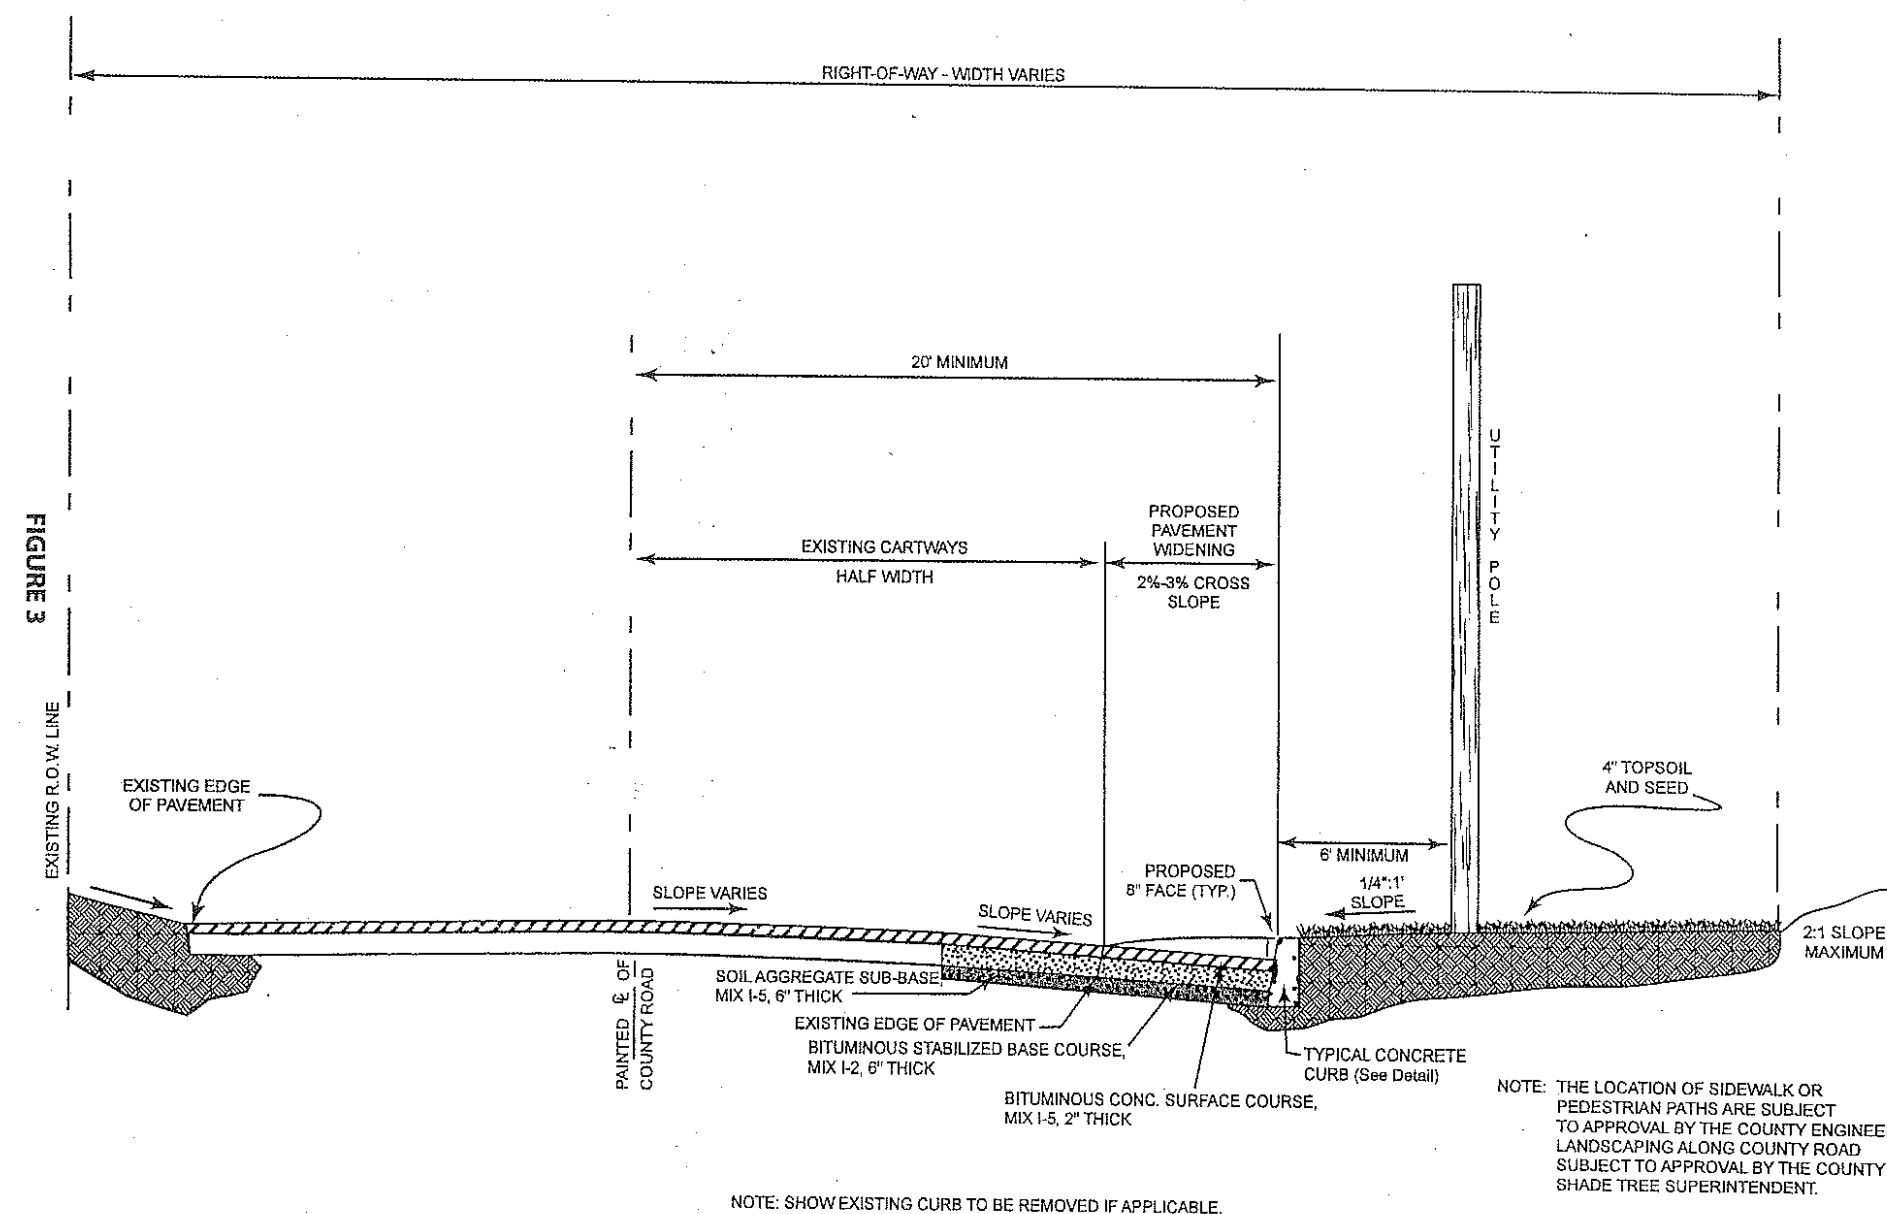 RIGHT-OF-WAY - WIDTH VARIES
20' MINIMUM
UTILITY POLE
PROPOSED
PAVEMENT
WIDENING
EXISTING CARTWAYS
HALF WIDTH
2%-3% CROSS
SLOPE
FIGURE 3
EXISTING R.O.W. LINE
EXISTING EDGE
OF PAVEMENT
4" TOPSOIL
AND SEED
6' MINIMUM
PROPOSED
8" FACE (TYP.)
1/4":1'
SLOPE
SLOPE VARIES
SLOPE VARIES
2:1 SLOPE
MAXIMUM
SOIL AGGREGATE SUB-BASE,
MIX I-5, 6" THICK
PAINTED ℄ OF
COUNTY ROAD
EXISTING EDGE OF PAVEMENT
BITUMINOUS STABILIZED BASE COURSE,
MIX I-2, 6" THICK
TYPICAL CONCRETE
CURB (See Detail)
BITUMINOUS CONC. SURFACE COURSE,
MIX I-5, 2" THICK
NOTE: THE LOCATION OF SIDEWALK OR
PEDESTRIAN PATHS ARE SUBJECT
TO APPROVAL BY THE COUNTY ENGINEE
LANDSCAPING ALONG COUNTY ROAD
SUBJECT TO APPROVAL BY THE COUNTY
SHADE TREE SUPERINTENDENT.
NOTE: SHOW EXISTING CURB TO BE REMOVED IF APPLICABLE.